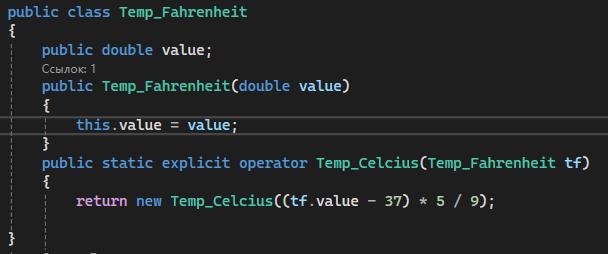 public class Temp_Fahrenheit
{
public double value;
Ссылок: 1
public Temp_Fahrenheit(double value)
{
this.value = value;
}
public static explicit operator Temp_Celcius(Temp_Fahrenheit tf)
{
return new Temp_Celcius((tf.value - 37) * 5 / 9);
}